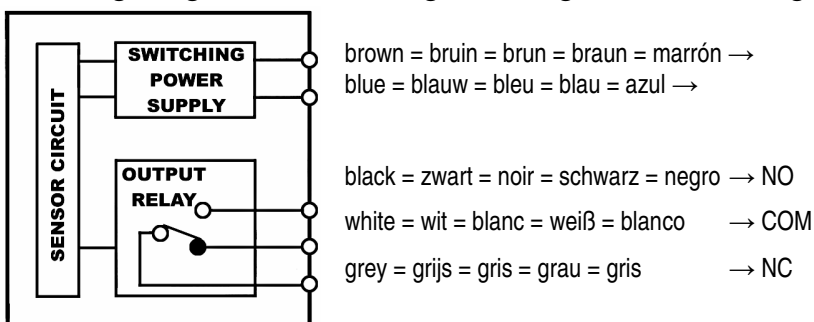 SENSOR CIRCUIT
SWITCHING
POWER
SUPPLY
brown = bruin = brun = braun = marrón →
blue = blauw = bleu = blau = azul →
OUTPUT
RELAY
black = zwart = noir = schwarz = negro → NO
white = wit = blanc = weiß = blanco → COM
grey = grijs = gris = grau = gris → NC